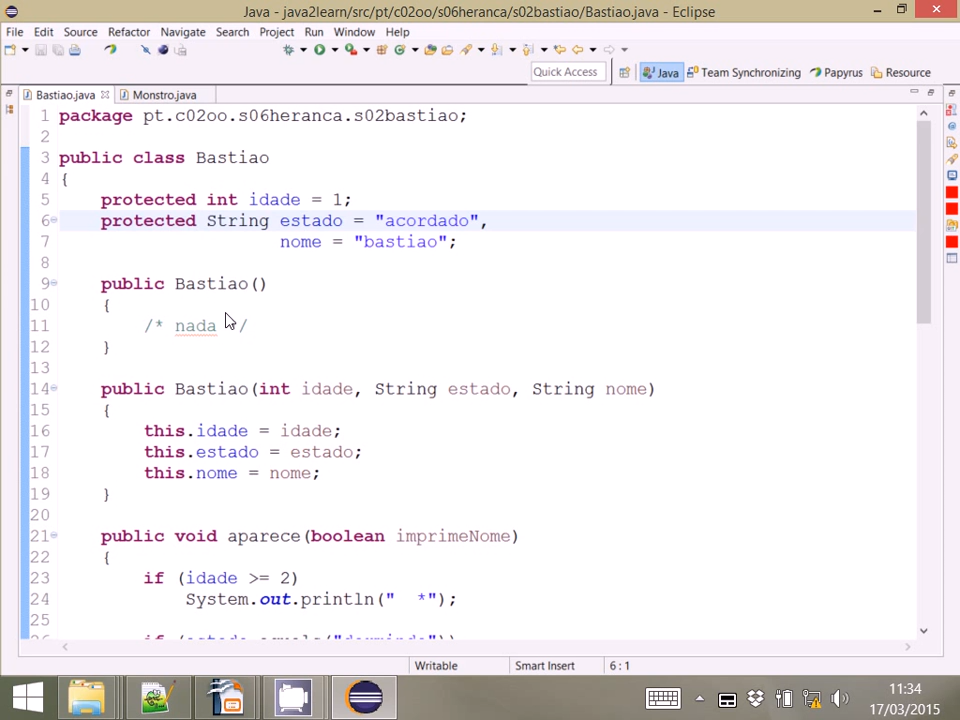 Java - java2learn/src/pt/c02oo/s06heranca/s02bastiao/Bastiao.java - Eclipse
File Edit Source Refactor Navigate Search Project Run Window Help
Quick Access Java Team Synchronizing Papyrus Resource
Bastiao.java Monstro.java
1 package pt.c02oo.s06heranca.s02bastiao;
2
3 public class Bastiao
4 {
5 protected int idade = 1;
6 protected String estado = "acordado",
7 nome = "bastiao";
8
9 public Bastiao()
10 {
11 /* nada */
12 }
13
14 public Bastiao(int idade, String estado, String nome)
15 {
16 this.idade = idade;
17 this.estado = estado;
18 this.nome = nome;
19 }
20
21 public void aparece(boolean imprimeNome)
22 {
23 if (idade >= 2)
24 System.out.println("  *");
25
26 if (estado.equals("dormindo"))
Writable Smart Insert 6 : 1
11:34
17/03/2015